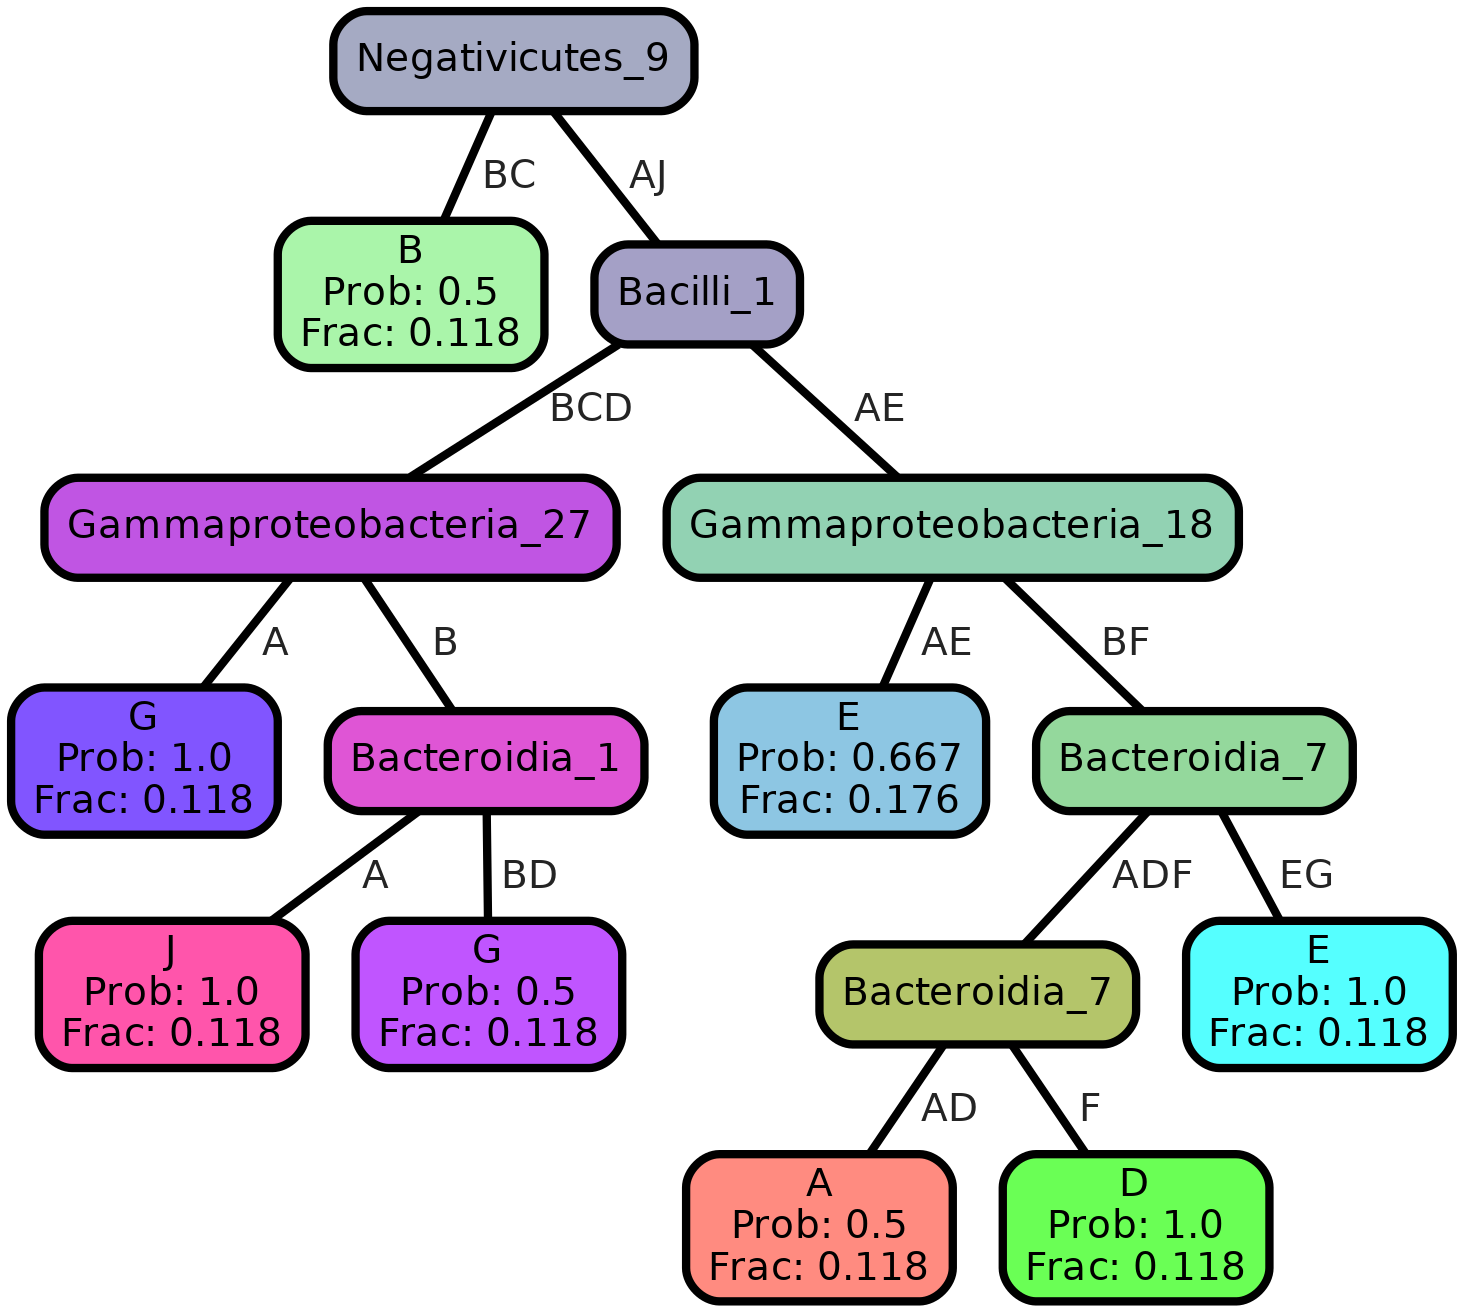 Negativicutes_9
BC
AJ
B
Prob: 0.5
Frac: 0.118
Bacilli_1
BCD
AE
Gammaproteobacteria_27
Gammaproteobacteria_18
A
B
AE
BF
G
Prob: 1.0
Frac: 0.118
Bacteroidia_1
E
Prob: 0.667
Frac: 0.176
Bacteroidia_7
A
BD
ADF
EG
J
Prob: 1.0
Frac: 0.118
G
Prob: 0.5
Frac: 0.118
Bacteroidia_7
E
Prob: 1.0
Frac: 0.118
AD
F
A
Prob: 0.5
Frac: 0.118
D
Prob: 1.0
Frac: 0.118